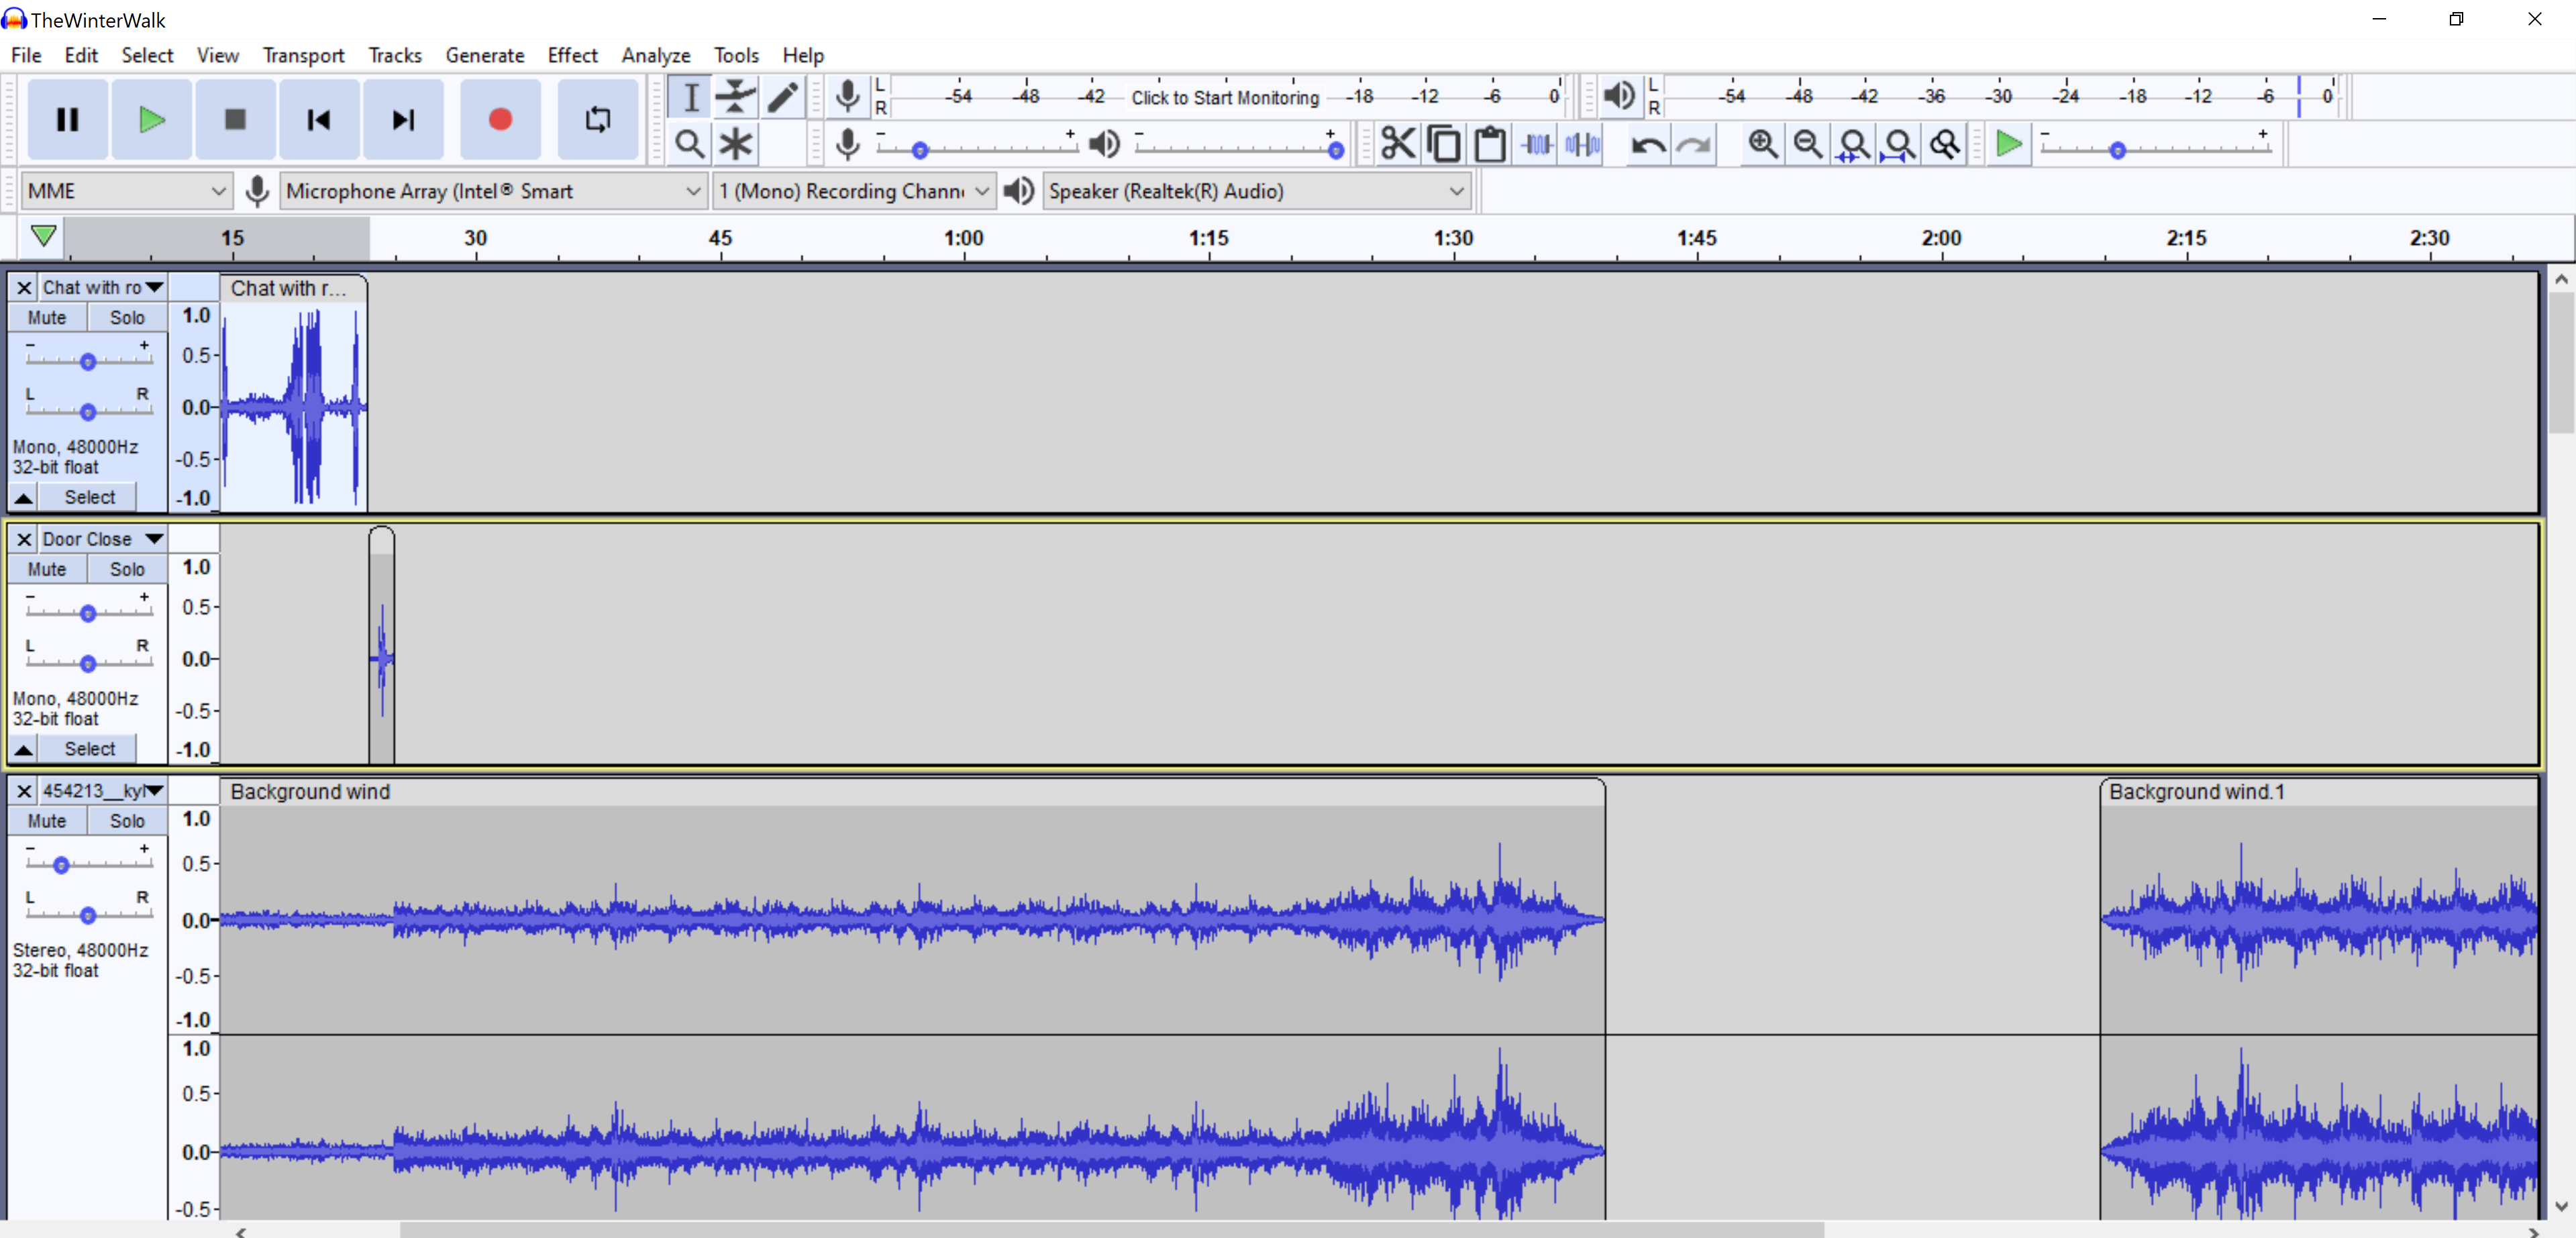 TheWinterWalk
File Edit Select View Transport Tracks Generate Effect Analyze Tools Help
L
R
-54 -48 -42 Click to Start Monitoring -18 -12 -6 0
L
R
-54 -48 -42 -36 -30 -24 -18 -12 -6 0
- + - + - +
MME Microphone Array (Intel® Smart 1 (Mono) Recording Chann Speaker (Realtek(R) Audio)
15 30 45 1:00 1:15 1:30 1:45 2:00 2:15 2:30
Chat with ro
Mute Solo
- +
L R
Mono, 48000Hz
32-bit float
Select
1.0
0.5
0.0
-0.5
-1.0
Chat with r...
Door Close
Mute Solo
- +
L R
Mono, 48000Hz
32-bit float
Select
1.0
0.5
0.0
-0.5
-1.0
454213__kyl
Mute Solo
- +
L R
Stereo, 48000Hz
32-bit float
1.0
0.5
0.0
-0.5
-1.0
1.0
0.5
0.0
-0.5
Background wind
Background wind.1